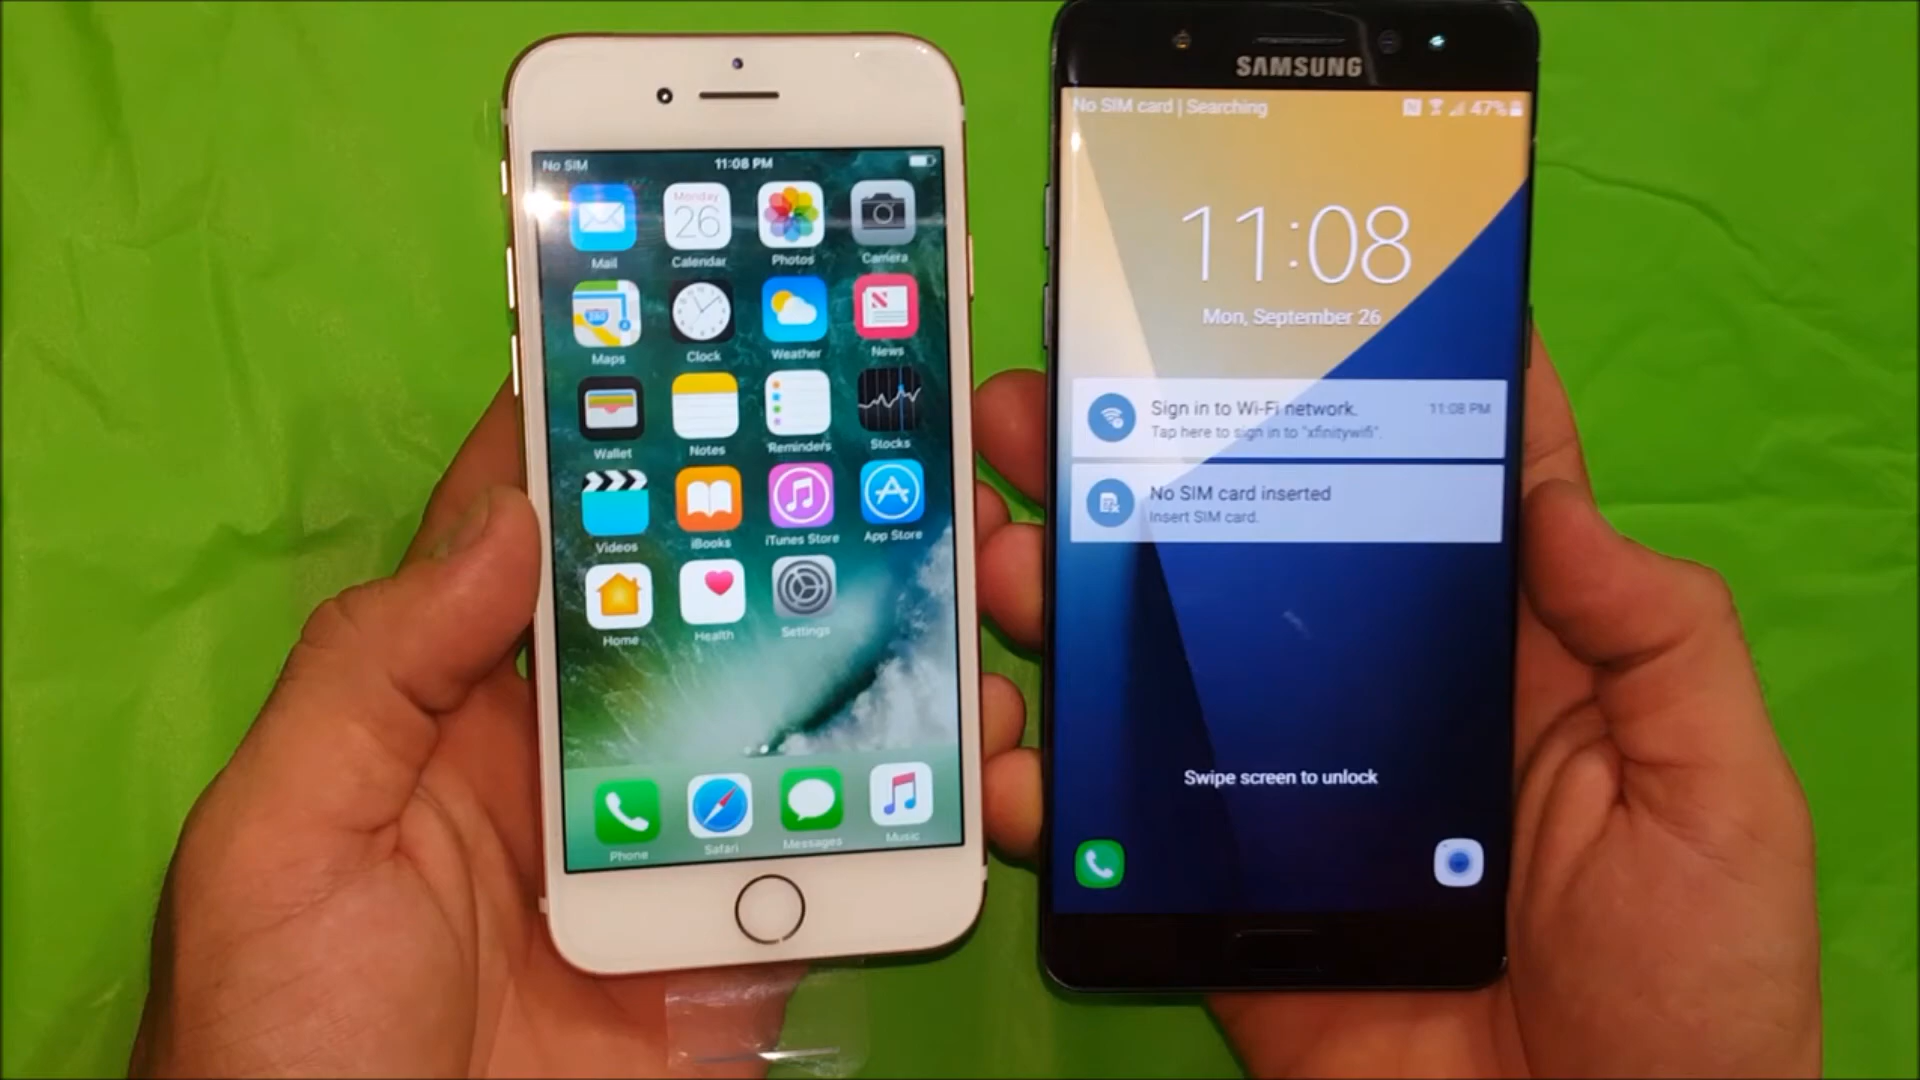 No SIM
11:08 PM
Monday
26
Mail
Calendar
Photos
Camera
280
Maps
Clock
Weather
News
Wallet
Notes
Reminders
Stocks
Videos
iBooks
iTunes Store
App Store
Home
Health
Settings
Phone
Safari
Messages
Music
SAMSUNG
No SIM card | Searching
47%
11:08
Mon, September 26
Sign in to Wi-Fi network.
11:08 PM
Tap here to sign in to "xfinitywifi".
No SIM card inserted
Insert SIM card.
Swipe screen to unlock